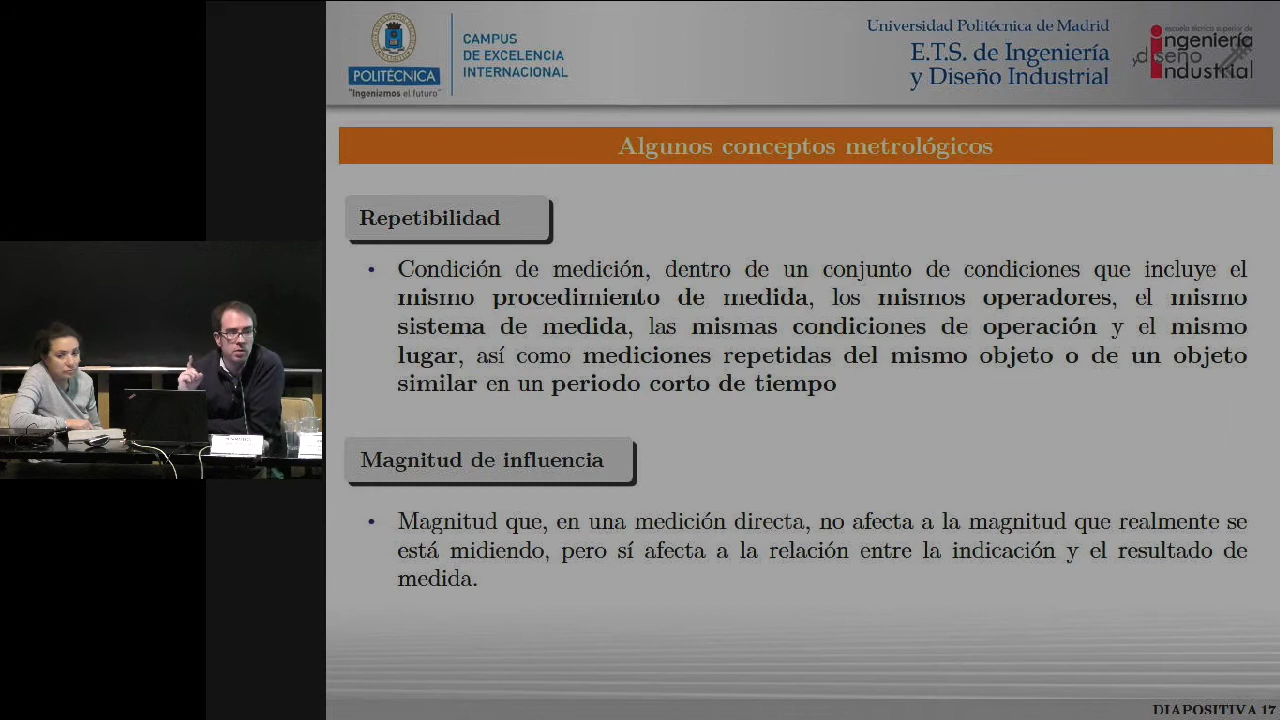 POLITÉCNICA
"Ingeniamos el futuro"
CAMPUS
DE EXCELENCIA
INTERNACIONAL
Universidad Politécnica de Madrid
E.T.S. de Ingeniería
y Diseño Industrial
escuela técnica superior de
ingeniería
y diseño
industrial
Algunos conceptos metrológicos
Repetibilidad
• Condición de medición, dentro de un conjunto de condiciones que incluye el
mismo procedimiento de medida, los mismos operadores, el mismo
sistema de medida, las mismas condiciones de operación y el mismo
lugar, así como mediciones repetidas del mismo objeto o de un objeto
similar en un periodo corto de tiempo
Magnitud de influencia
• Magnitud que, en una medición directa, no afecta a la magnitud que realmente se
está midiendo, pero sí afecta a la relación entre la indicación y el resultado de
medida.
DIAPOSITIVA 17